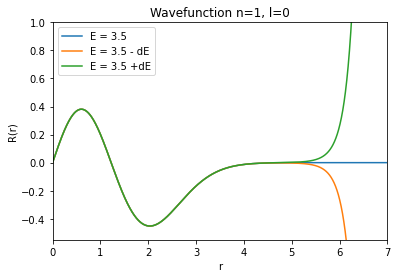 Wavefunction n=1, l=0
E = 3.5
E = 3.5 - dE
E = 3.5 +dE
R(r)
1.0
0.8
0.6
0.4
0.2
0.0
−0.2
−0.4
0 1 2 3 4 5 6 7
r